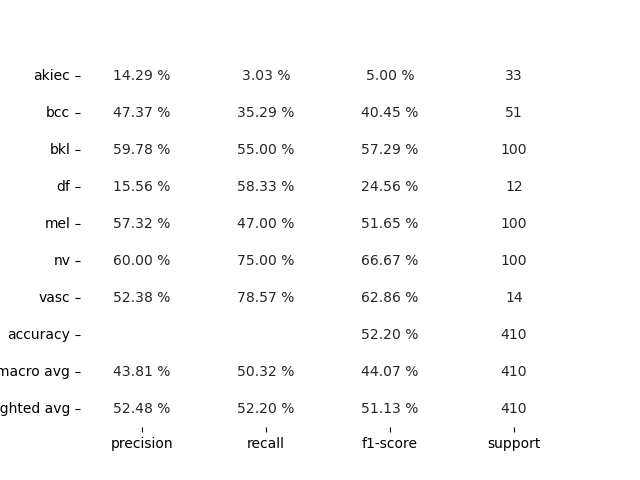 akiec 14.29 % 3.03 % 5.00 % 33
bcc 47.37 % 35.29 % 40.45 % 51
bkl 59.78 % 55.00 % 57.29 % 100
df 15.56 % 58.33 % 24.56 % 12
mel 57.32 % 47.00 % 51.65 % 100
nv 60.00 % 75.00 % 66.67 % 100
vasc 52.38 % 78.57 % 62.86 % 14
accuracy 52.20 % 410
macro avg 43.81 % 50.32 % 44.07 % 410
ghted avg 52.48 % 52.20 % 51.13 % 410
precision recall f1-score support